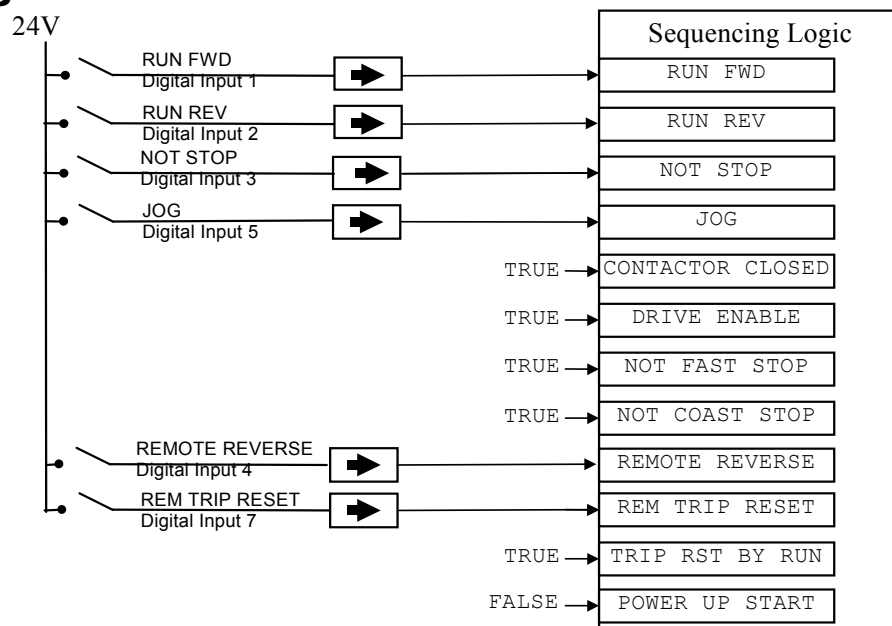 24V
Sequencing Logic
RUN FWD
Digital Input 1
RUN FWD
RUN REV
Digital Input 2
RUN REV
NOT STOP
Digital Input 3
NOT STOP
JOG
Digital Input 5
JOG
TRUE CONTACTOR CLOSED
TRUE DRIVE ENABLE
TRUE NOT FAST STOP
TRUE NOT COAST STOP
REMOTE REVERSE
Digital Input 4
REMOTE REVERSE
REM TRIP RESET
Digital Input 7
REM TRIP RESET
TRUE TRIP RST BY RUN
FALSE POWER UP START